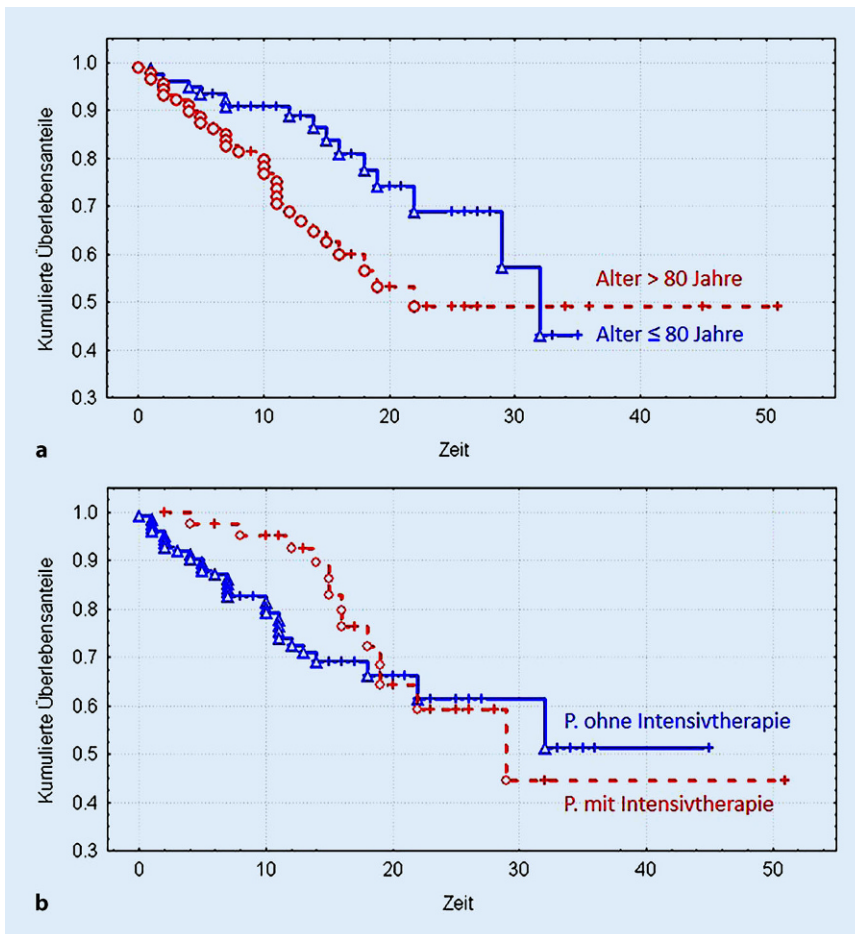 1.0
0.9
0.8
0.7
0.6
0.5
0.4
0.3
Kumulierte Überlebensanteile
Alter > 80 Jahre
Alter ≤ 80 Jahre
0 10 20 30 40 50
Zeit
a
1.0
0.9
0.8
0.7
0.6
0.5
0.4
0.3
Kumulierte Überlebensanteile
P. ohne Intensivtherapie
P. mit Intensivtherapie
0 10 20 30 40 50
Zeit
b